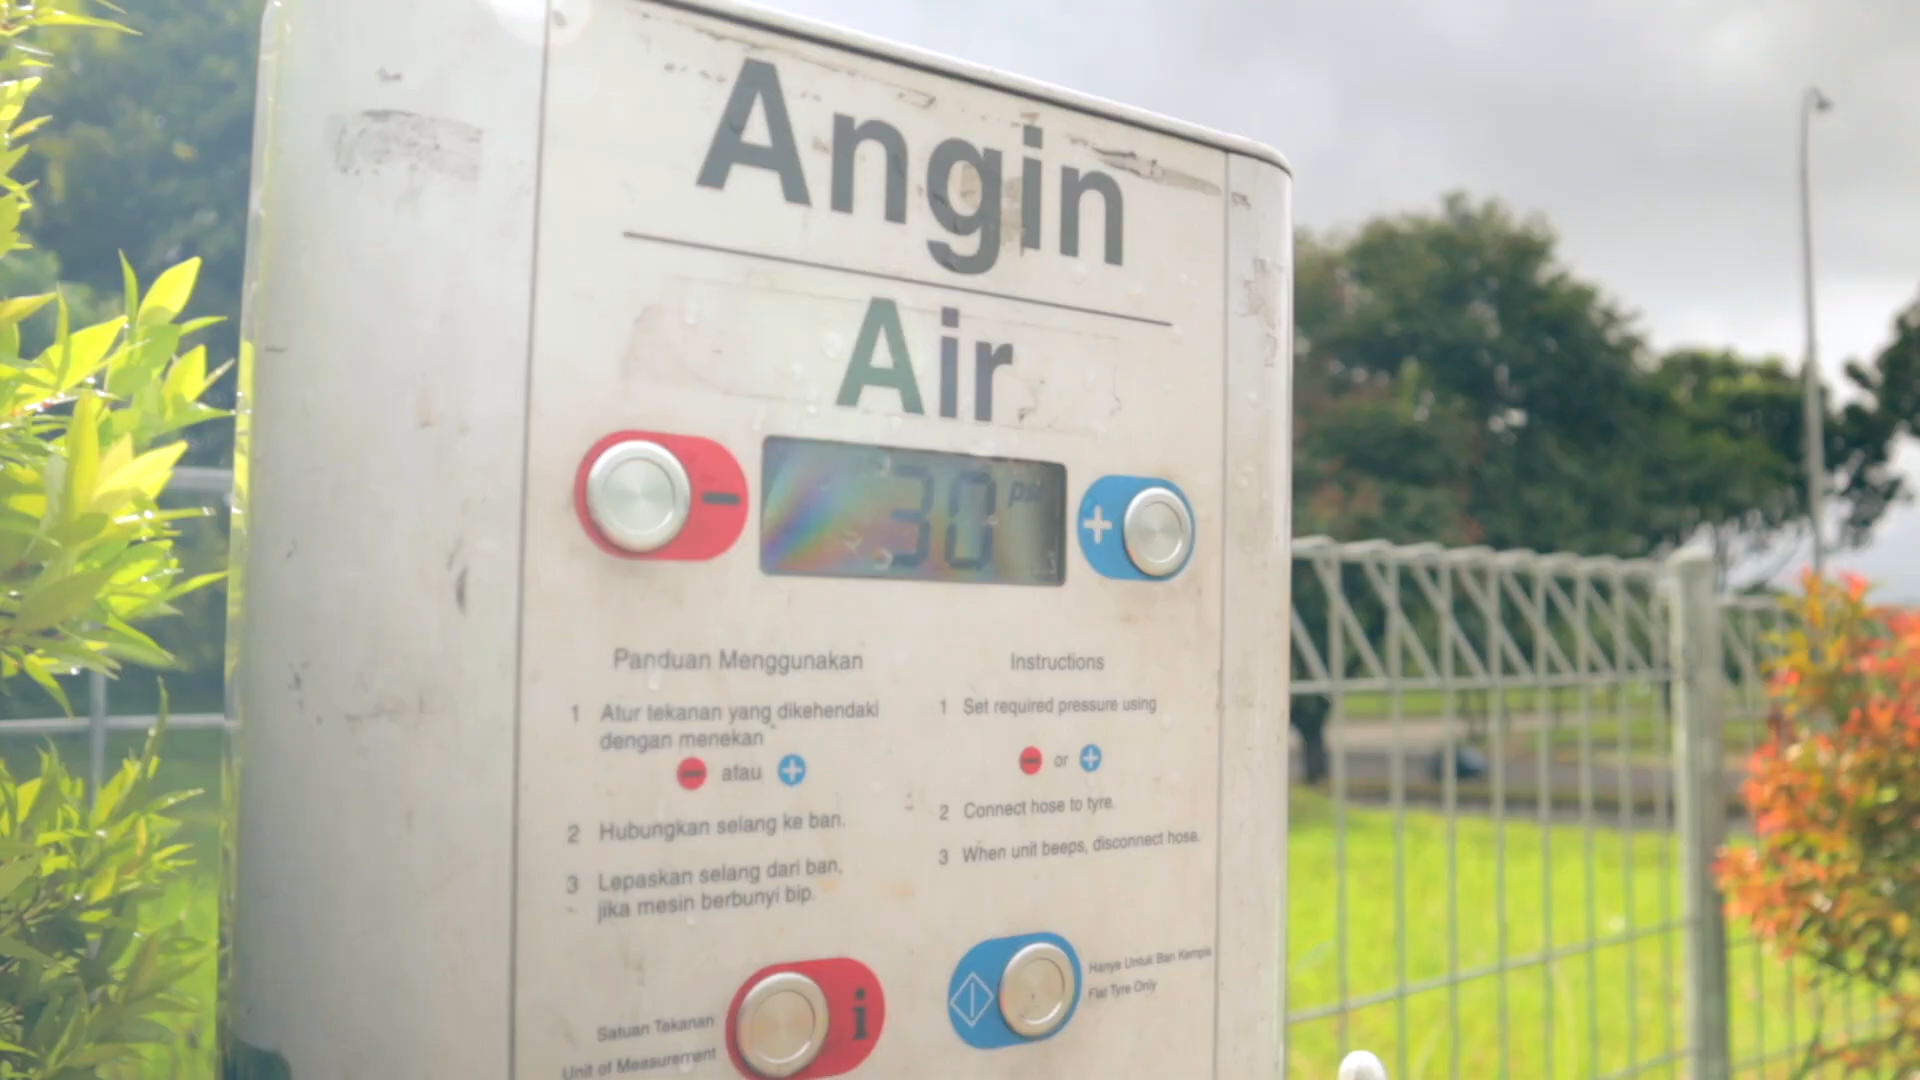 Angin
Air
-
30 psi
+
Panduan Menggunakan
1 Atur tekanan yang dikehendaki
dengan menekan
- atau +
2 Hubungkan selang ke ban.
3 Lepaskan selang dari ban,
jika mesin berbunyi bip.
Instructions
1 Set required pressure using
- or +
2 Connect hose to tyre.
3 When unit beeps, disconnect hose.
Satuan Tekanan
Unit of Measurement
i
Hanya Untuk Ban Kempis
Flat Tyre Only